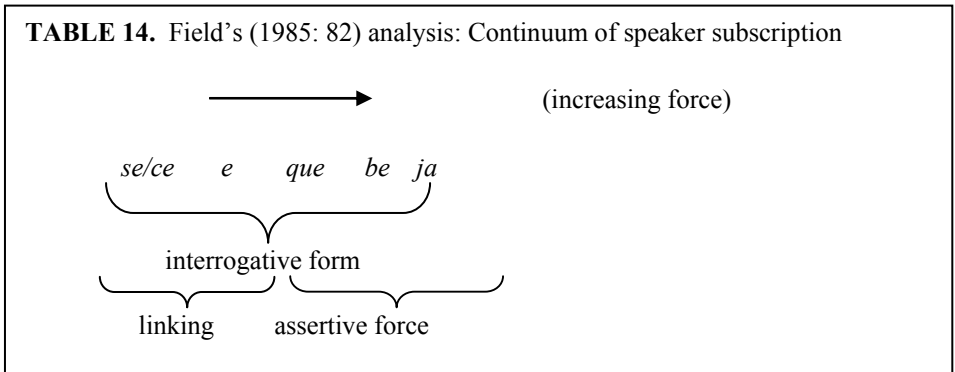 TABLE 14. Field's (1985: 82) analysis: Continuum of speaker subscription
(increasing force)
se/ce e que be ja
interrogative form
linking assertive force